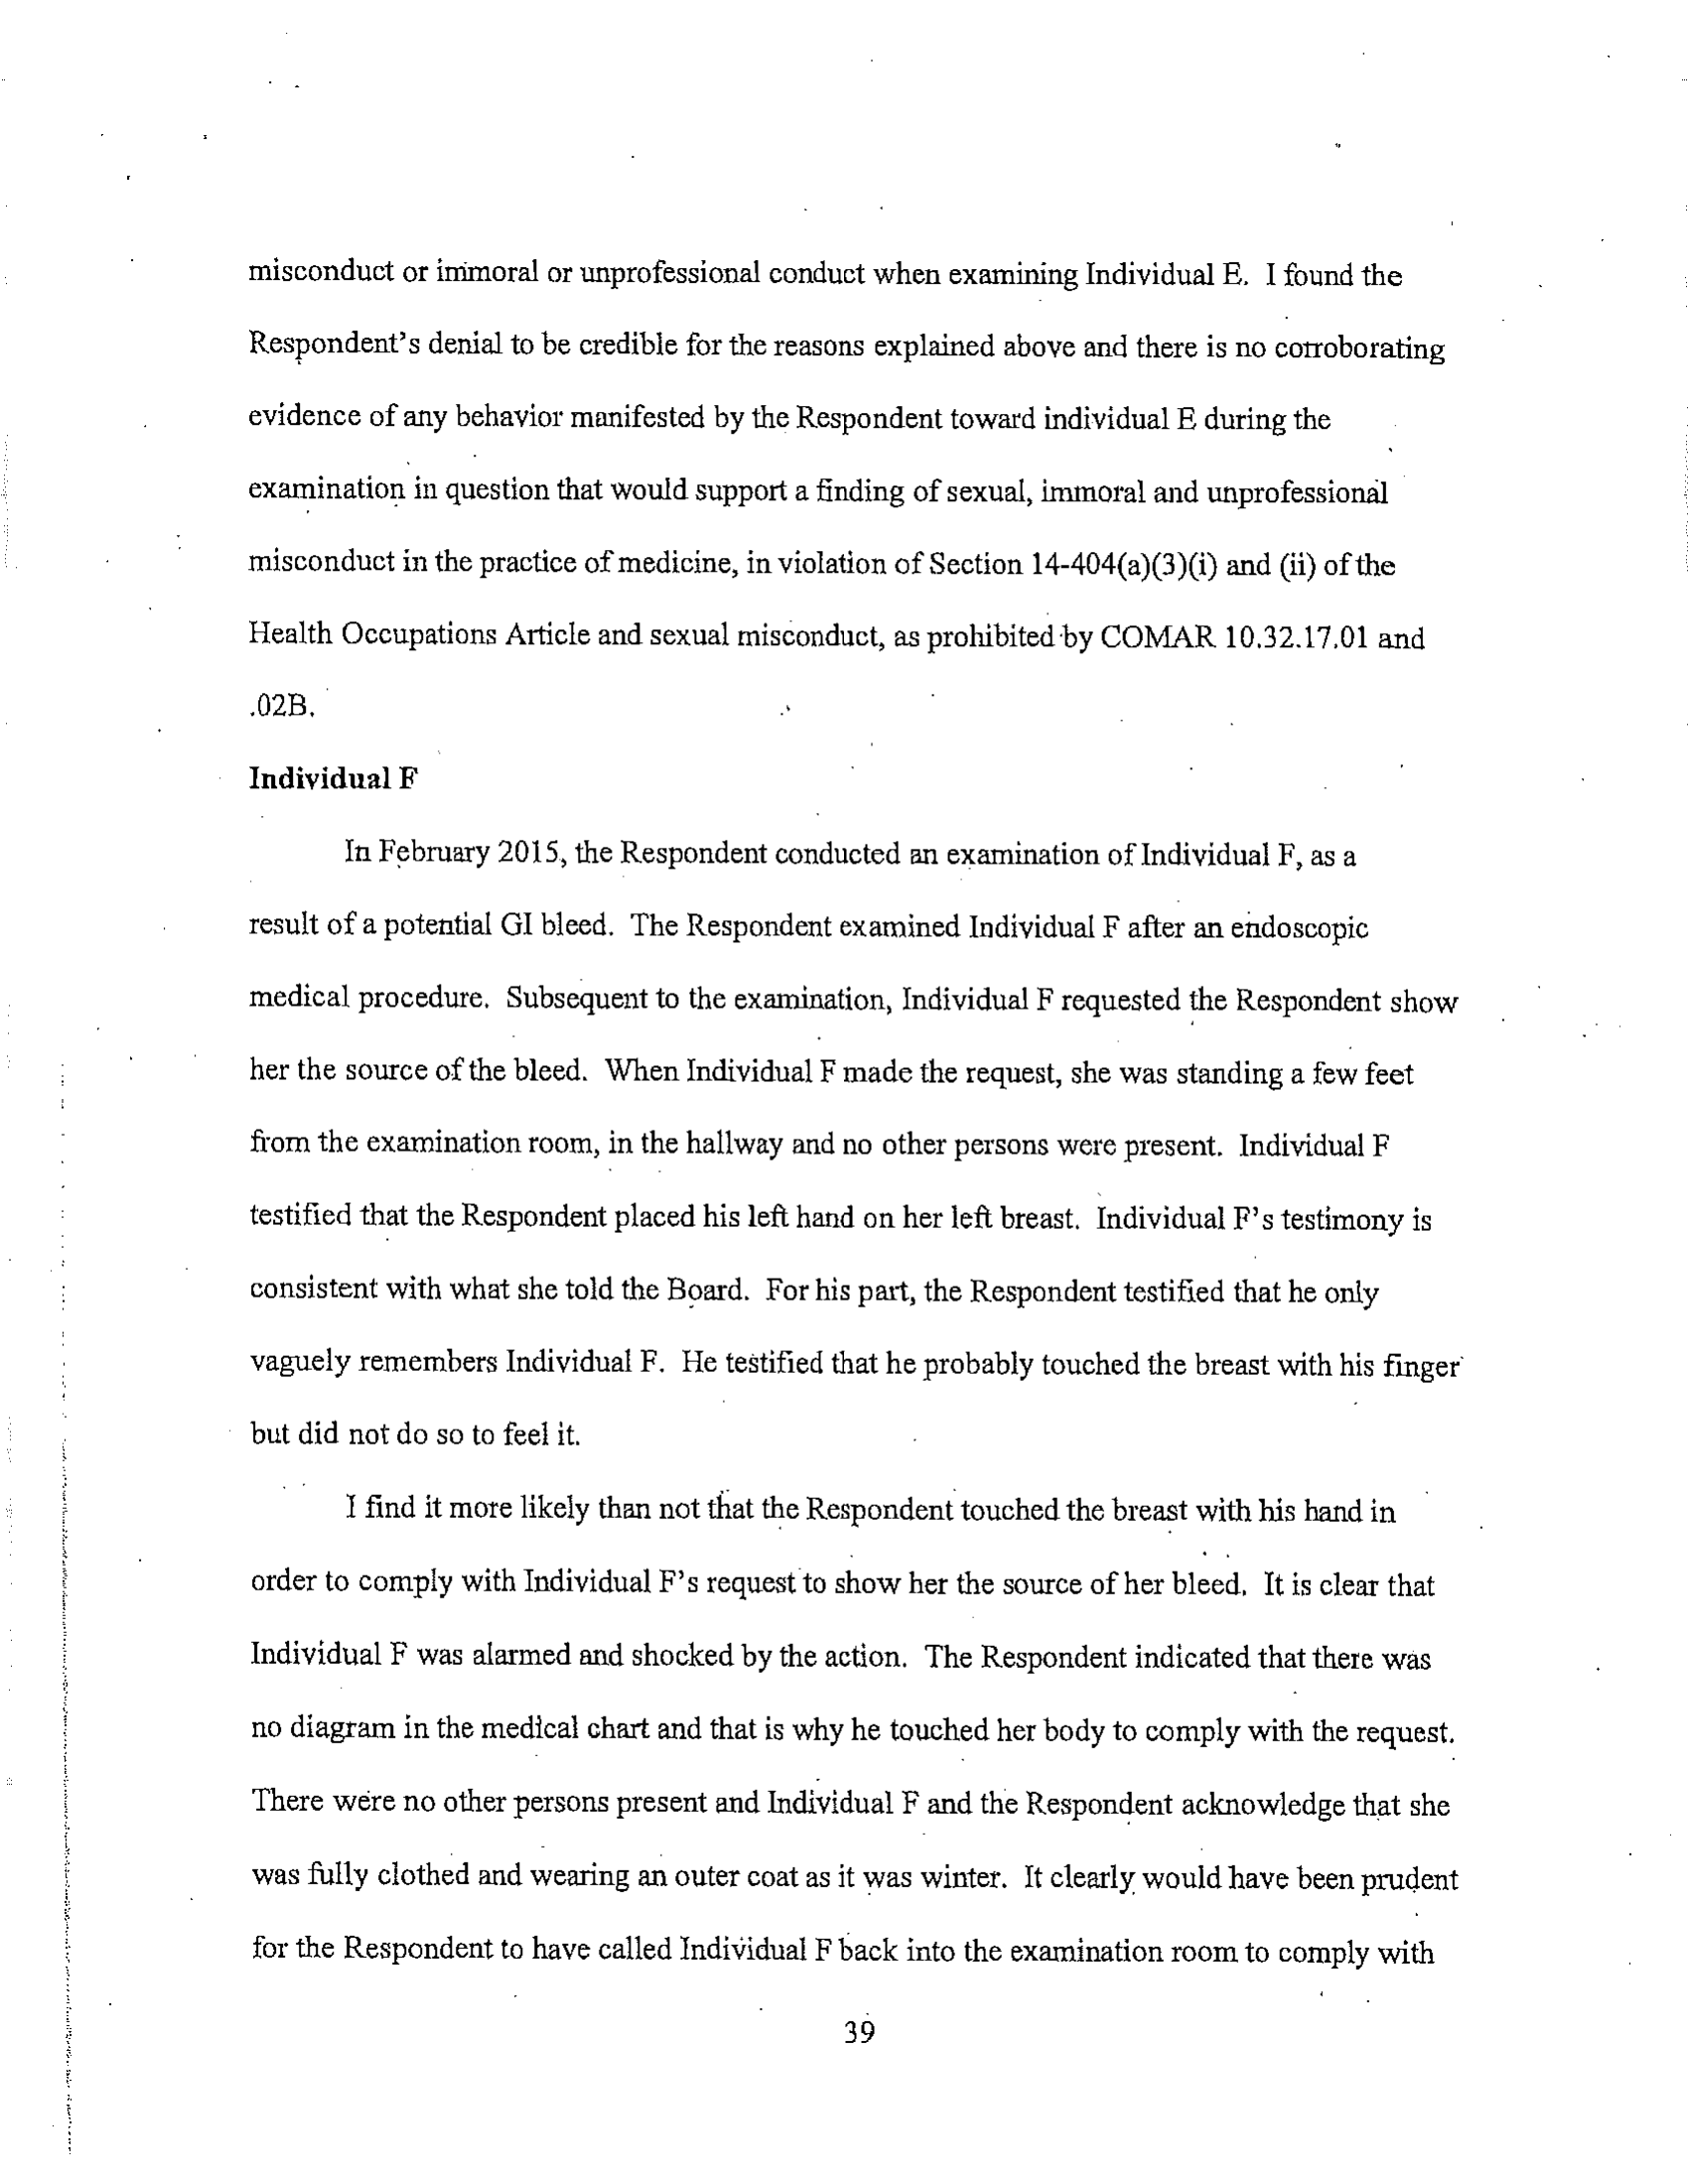 misconduct or immoral or unprofessional conduct when examining Individual E. I found the
Respondent's denial to be credible for the reasons explained above and there is no corroborating
evidence of any behavior manifested by the Respondent toward individual E during the
examination in question that would support a finding of sexual, immoral and unprofessional
misconduct in the practice of medicine, in violation of Section 14-404(a)(3)(i) and (ii) of the
Health Occupations Article and sexual misconduct, as prohibited by COMAR 10.32.17.01 and
.02B.
Individual F
In February 2015, the Respondent conducted an examination of Individual F, as a
result of a potential GI bleed. The Respondent examined Individual F after an endoscopic
medical procedure. Subsequent to the examination, Individual F requested the Respondent show
her the source of the bleed. When Individual F made the request, she was standing a few feet
from the examination room, in the hallway and no other persons were present. Individual F
testified that the Respondent placed his left hand on her left breast. Individual F's testimony is
consistent with what she told the Board. For his part, the Respondent testified that he only
vaguely remembers Individual F. He testified that he probably touched the breast with his finger
but did not do so to feel it.
I find it more likely than not that the Respondent touched the breast with his hand in
order to comply with Individual F's request to show her the source of her bleed. It is clear that
Individual F was alarmed and shocked by the action. The Respondent indicated that there was
no diagram in the medical chart and that is why he touched her body to comply with the request.
There were no other persons present and Individual F and the Respondent acknowledge that she
was fully clothed and wearing an outer coat as it was winter. It clearly would have been prudent
for the Respondent to have called Individual F back into the examination room to comply with
39